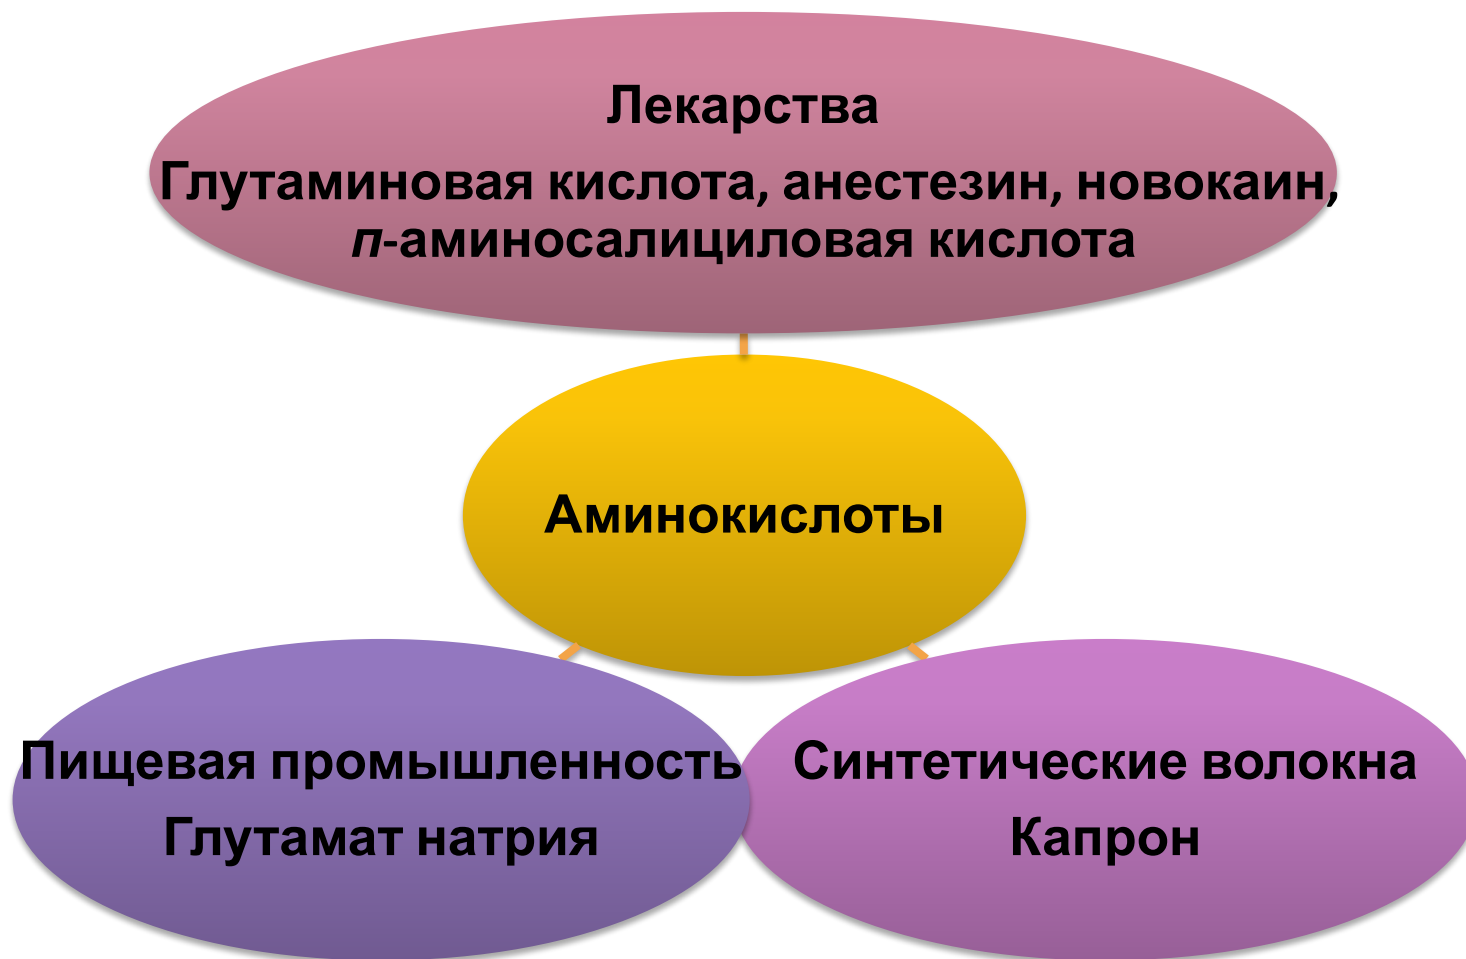 Лекарства
Глутаминовая кислота, анестезин, новокаин,
п-аминосалициловая кислота
Аминокислоты
Пищевая промышленность
Глутамат натрия
Синтетические волокна
Капрон